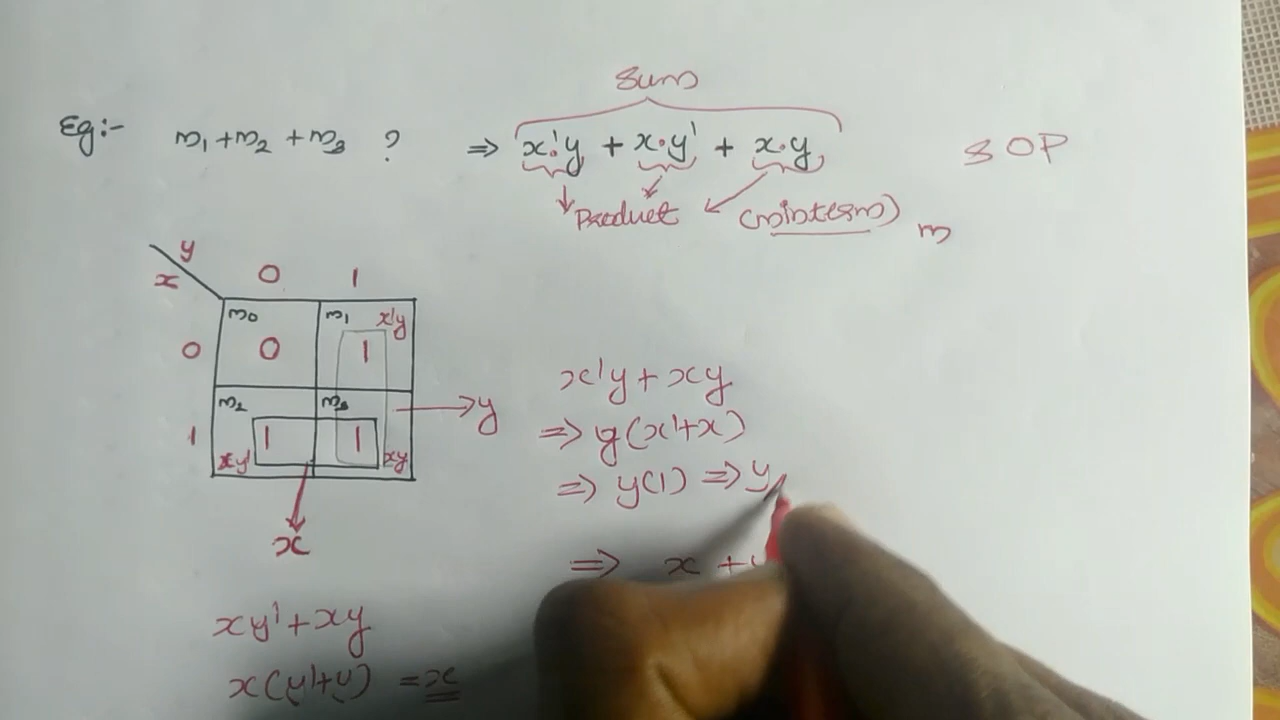 Sum
Eg:- m₁ + m₂ + m₃ ? ⇒ x'.y + x.y' + x.y SOP
Product (minterm) m
y
x 0 1
m₀ m₁ x'y
0 0 1
m₂ m₃
1 1 1
xy' xy
→ y
x
x'y + xy
⇒ y(x'+x)
⇒ y(1) ⇒ y
⇒ x +
xy' + xy
x(y'+y) = x